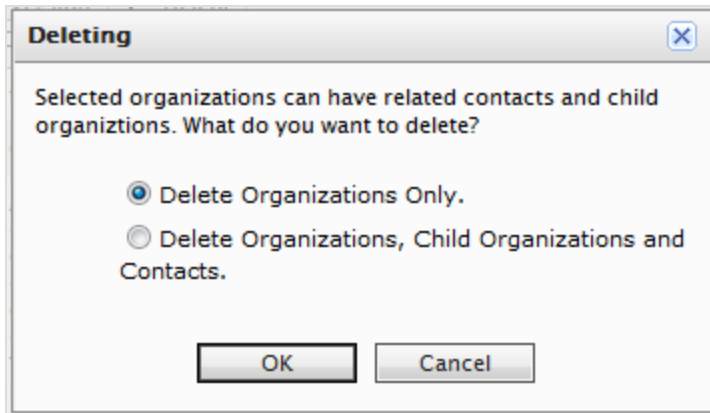 Deleting
Selected organizations can have related contacts and child
organiztions. What do you want to delete?
Delete Organizations Only.
Delete Organizations, Child Organizations and
Contacts.
OK
Cancel